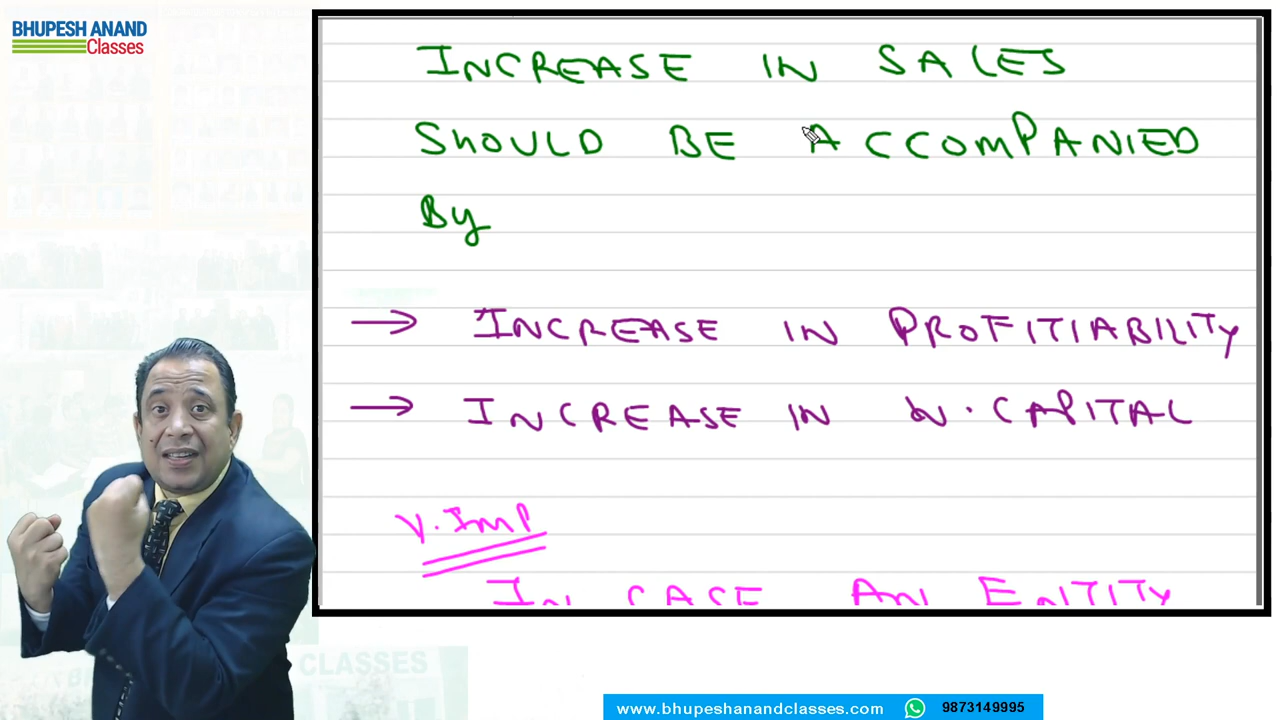 BHUPESH ANAND
Classes
INCREASE IN SALES
SHOULD BE ACCOMPANIED
By
→ INCREASE IN PROFITIABILITY
→ INCREASE IN W. CAPITAL
V. Imp
IN CASE AN ENTITY
CLASSES
www.bhupeshanandclasses.com 9873149995